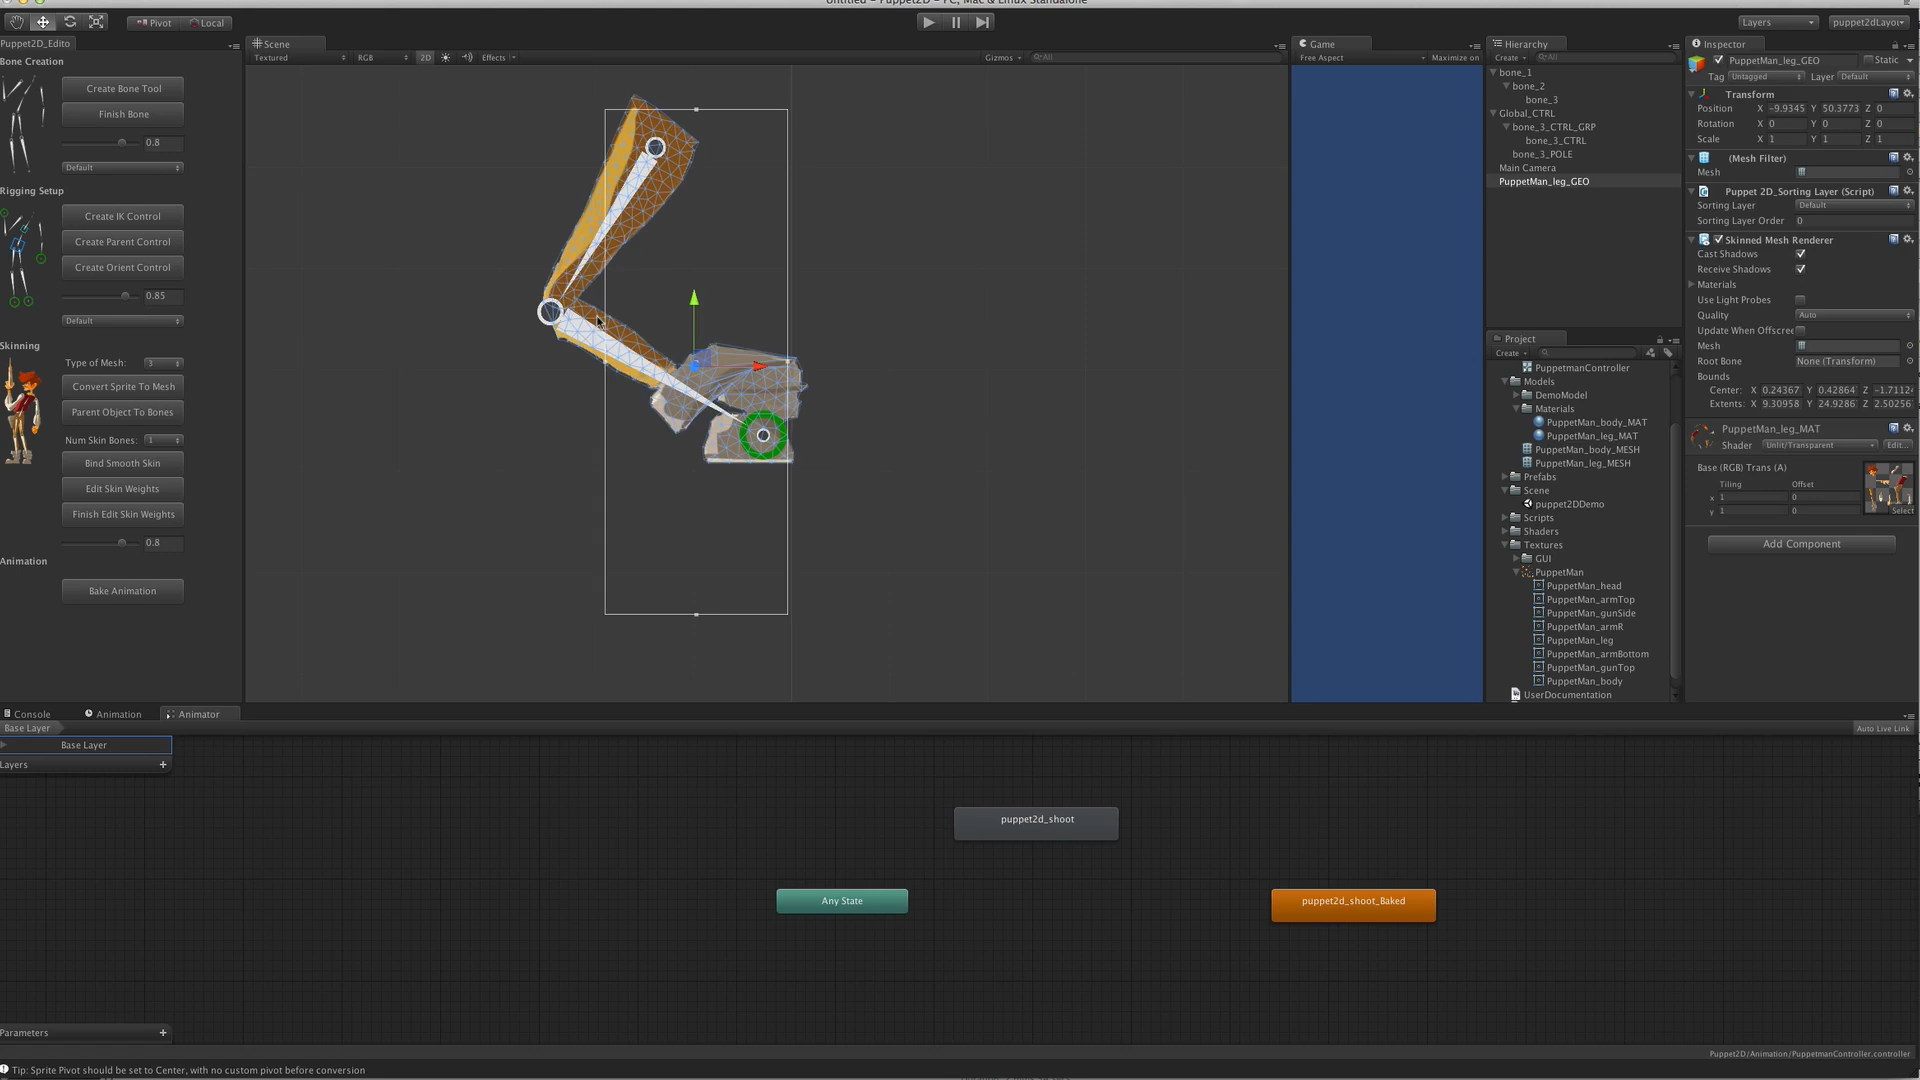 Untitled – Puppet2D – PC, Mac & Linux Standalone
Pivot
Local
Layers
puppet2dLayou
Puppet2D_Edito
Bone Creation
Create Bone Tool
Finish Bone
0.8
Default
Rigging Setup
Create IK Control
Create Parent Control
Create Orient Control
0.85
Default
Skinning
Type of Mesh: 3
Convert Sprite To Mesh
Parent Object To Bones
Num Skin Bones: 1
Bind Smooth Skin
Edit Skin Weights
Finish Edit Skin Weights
0.8
Animation
Bake Animation
Scene
Textured
RGB
2D
Effects
Gizmos
All
Game
Free Aspect
Maximize on
Hierarchy
Create
All
bone_1
bone_2
bone_3
Global_CTRL
bone_3_CTRL_GRP
bone_3_CTRL
bone_3_POLE
Main Camera
PuppetMan_leg_GEO
Project
Create
PuppetmanController
Models
DemoModel
Materials
PuppetMan_body_MAT
PuppetMan_leg_MAT
PuppetMan_body_MESH
PuppetMan_leg_MESH
Prefabs
Scene
puppet2DDemo
Scripts
Shaders
Textures
GUI
PuppetMan
PuppetMan_head
PuppetMan_armTop
PuppetMan_gunSide
PuppetMan_armR
PuppetMan_leg
PuppetMan_armBottom
PuppetMan_gunTop
PuppetMan_body
UserDocumentation
Inspector
PuppetMan_leg_GEO
Static
Tag Untagged Layer Default
Transform
Position X -9.9345 Y 50.3773 Z 0
Rotation X 0 Y 0 Z 0
Scale X 1 Y 1 Z 1
(Mesh Filter)
Mesh
Puppet 2D_Sorting Layer (Script)
Sorting Layer Default
Sorting Layer Order 0
Skinned Mesh Renderer
Cast Shadows
Receive Shadows
Materials
Use Light Probes
Quality Auto
Update When Offscree
Mesh
Root Bone None (Transform)
Bounds
Center: X 0.24367 Y 0.42864 Z -1.7112
Extents: X 9.30958 Y 24.9286 Z 2.50256
PuppetMan_leg_MAT
Shader Unlit/Transparent Edit...
Base (RGB) Trans (A)
Tiling Offset
x 1 0
y 1 0
Select
Add Component
Console
Animation
Animator
Base Layer
Auto Live Link
Base Layer
Layers +
puppet2d_shoot
Any State
puppet2d_shoot_Baked
Parameters +
Puppet2D/Animation/PuppetmanController.controller
Tip: Sprite Pivot should be set to Center, with no custom pivot before conversion